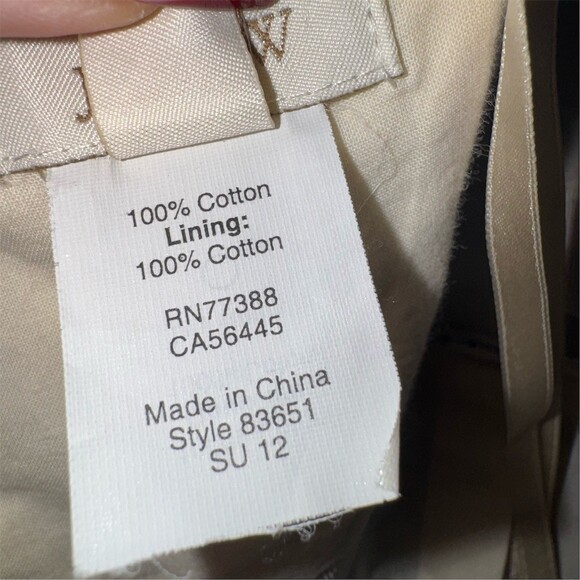 J W
100% Cotton
Lining:
100% Cotton
RN77388
CA56445
Made in China
Style 83651
SU 12